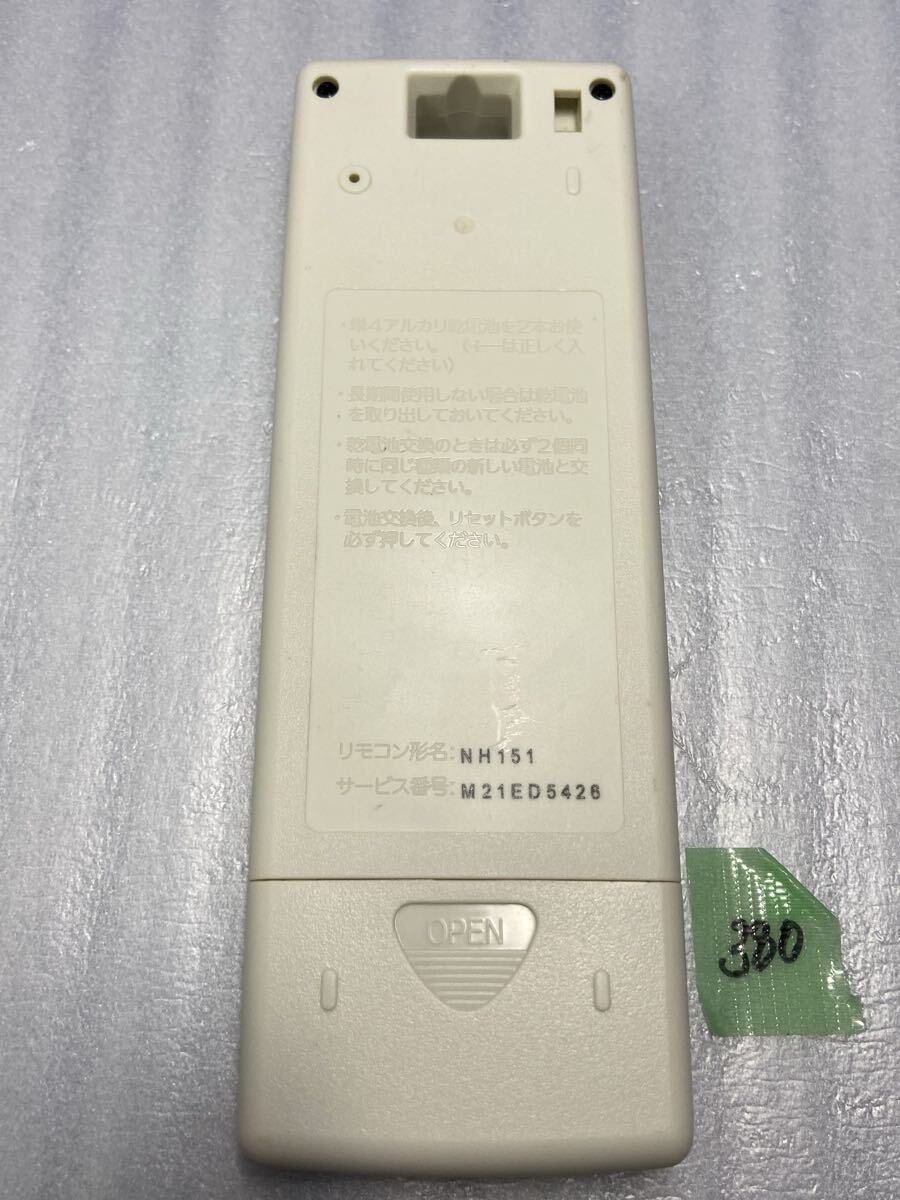 ・単4アルカリ乾電池を2本お使
いください。 (+−は正しく入
れてください)
・長期間使用しない場合は乾電池
を取り出しておいてください。
・乾電池交換のときは必ず2個同
時に同じ種類の新しい電池と交
換してください。
・電池交換後、リセットボタンを
必ず押してください。
リモコン形名:NH151
サービス番号:M21ED5426
OPEN
380